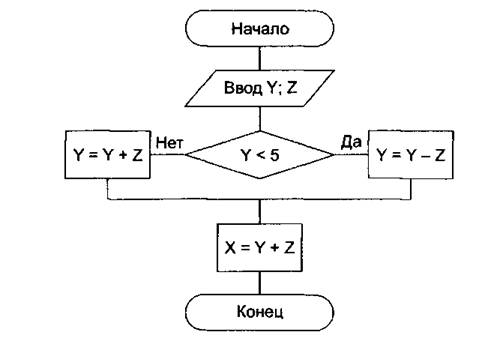 Начало
Ввод Y; Z
Нет
Да
Y = Y + Z
Y < 5
Y = Y – Z
X = Y + Z
Конец